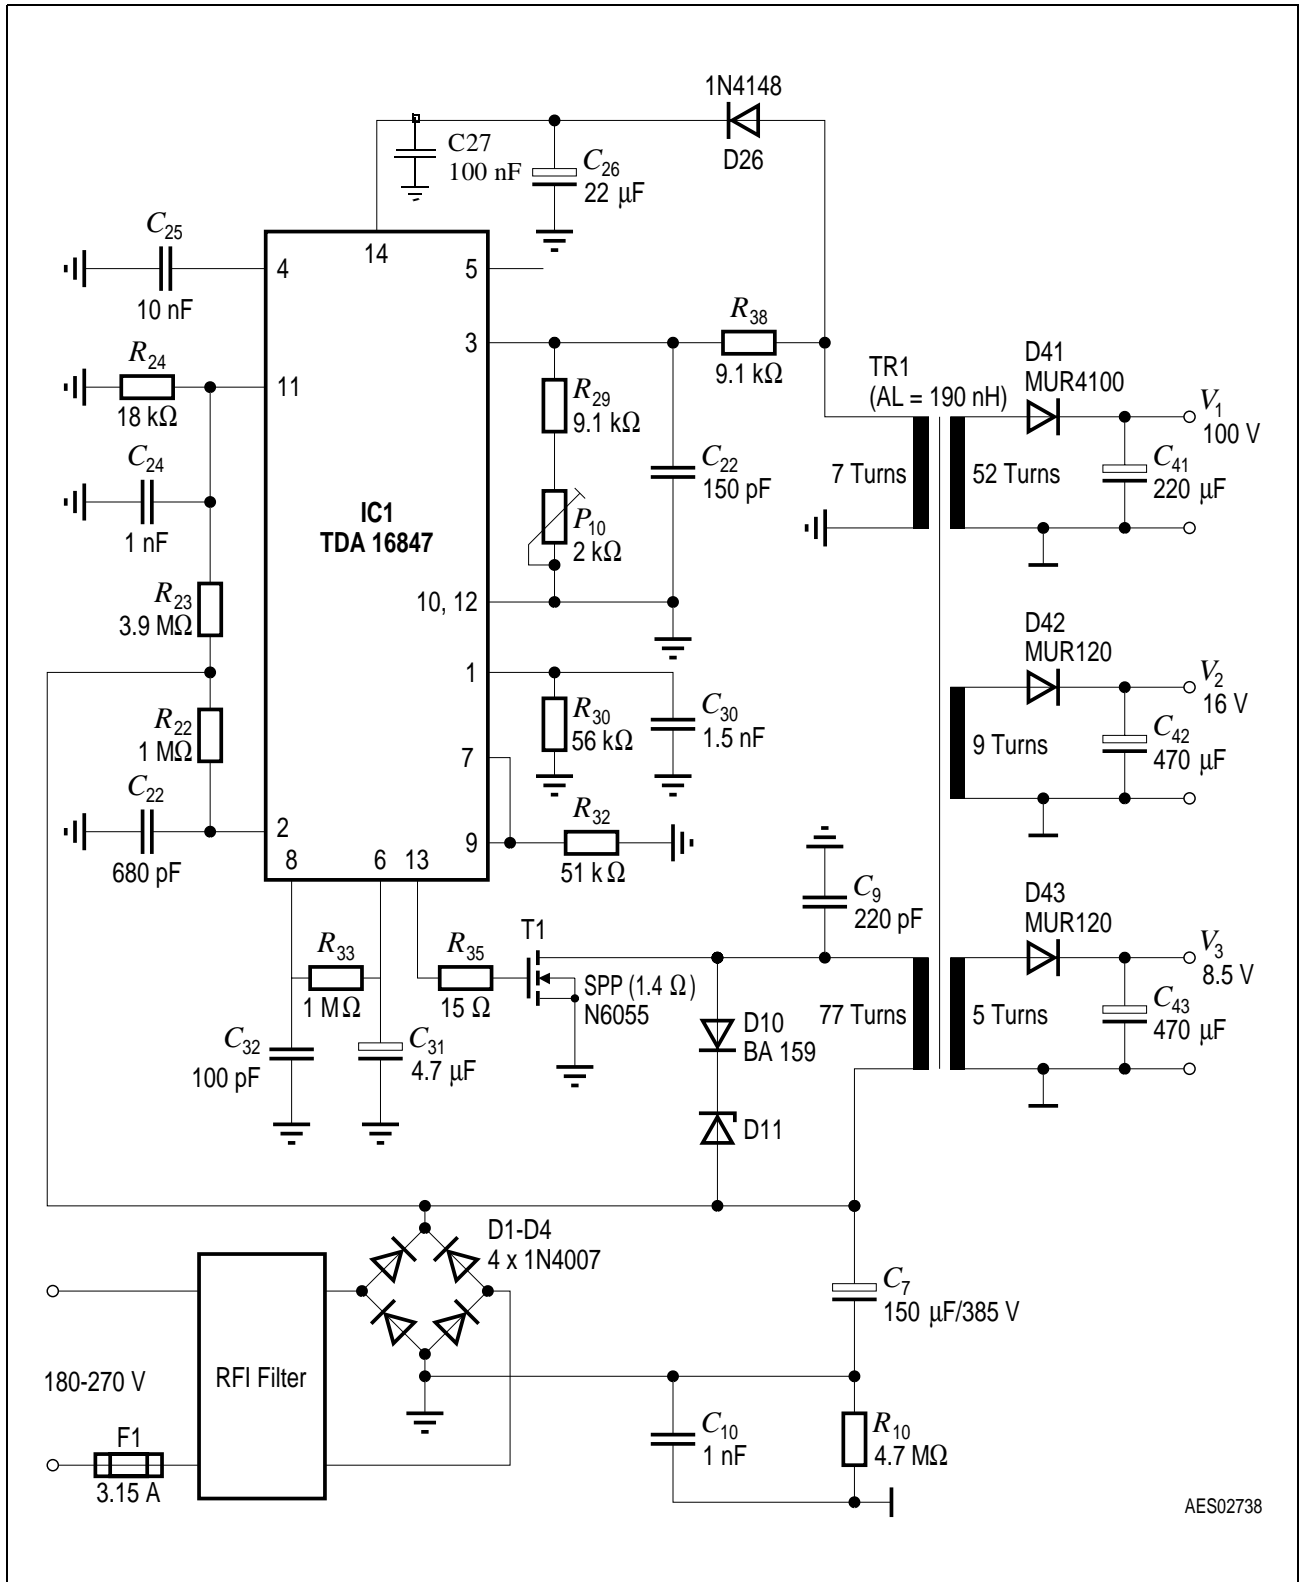 1N4148
D26
C27
100 nF
C26
22 µF
C25
10 nF
14
4
5
R24
18 kΩ
11
3
R38
9.1 kΩ
R29
9.1 kΩ
C24
1 nF
IC1
TDA 16847
P10
2 kΩ
C22
150 pF
TR1
(AL = 190 nH)
7 Turns
52 Turns
D41
MUR4100
V1
100 V
C41
220 µF
R23
3.9 MΩ
10, 12
1
R30
56 kΩ
C30
1.5 nF
D42
MUR120
V2
16 V
9 Turns
C42
470 µF
R22
1 MΩ
7
C22
680 pF
2
9
R32
51 k Ω
8
6
13
C9
220 pF
D43
MUR120
V3
8.5 V
77 Turns
5 Turns
C43
470 µF
R33
1 MΩ
R35
15 Ω
T1
SPP (1.4 Ω)
N6055
C32
100 pF
C31
4.7 µF
D10
BA 159
D11
D1-D4
4 x 1N4007
C7
150 µF/385 V
180-270 V
RFI Filter
F1
3.15 A
C10
1 nF
R10
4.7 MΩ
AES02738